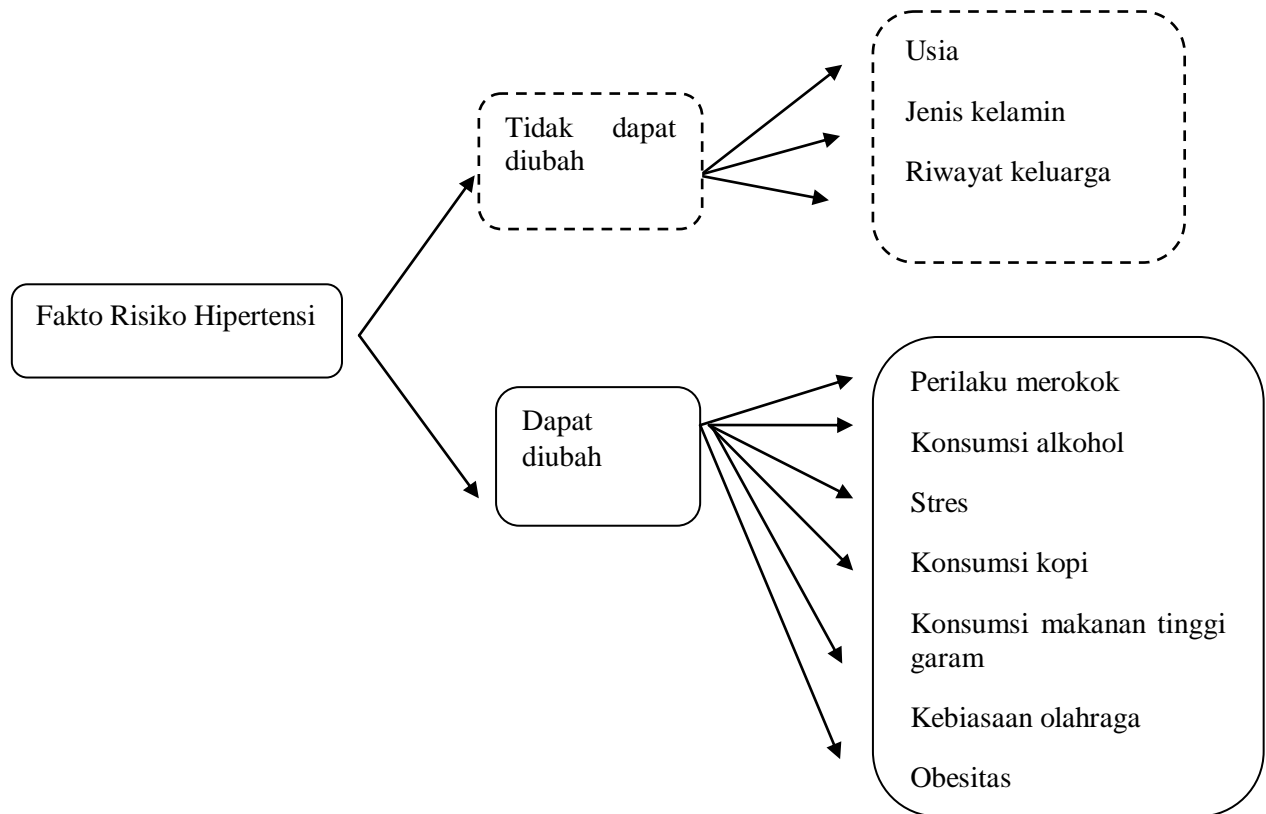 Usia
Jenis kelamin
Riwayat keluarga
Tidak dapat
diubah
Fakto Risiko Hipertensi
Dapat
diubah
Perilaku merokok
Konsumsi alkohol
Stres
Konsumsi kopi
Konsumsi makanan tinggi
garam
Kebiasaan olahraga
Obesitas